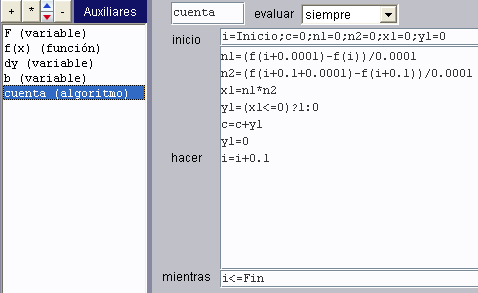 + * - Auxiliares
F (variable)
f(x) (función)
dy (variable)
b (variable)
cuenta (algoritmo)
cuenta evaluar siempre
inicio i=Inicio;c=0;n1=0;n2=0;x1=0;y1=0
n1=(f(i+0.0001)-f(i))/0.0001
n2=(f(i+0.1+0.0001)-f(i+0.1))/0.0001
x1=n1*n2
y1=(x1<=0)?1:0
c=c+y1
y1=0
hacer i=i+0.1
mientras i<=Fin